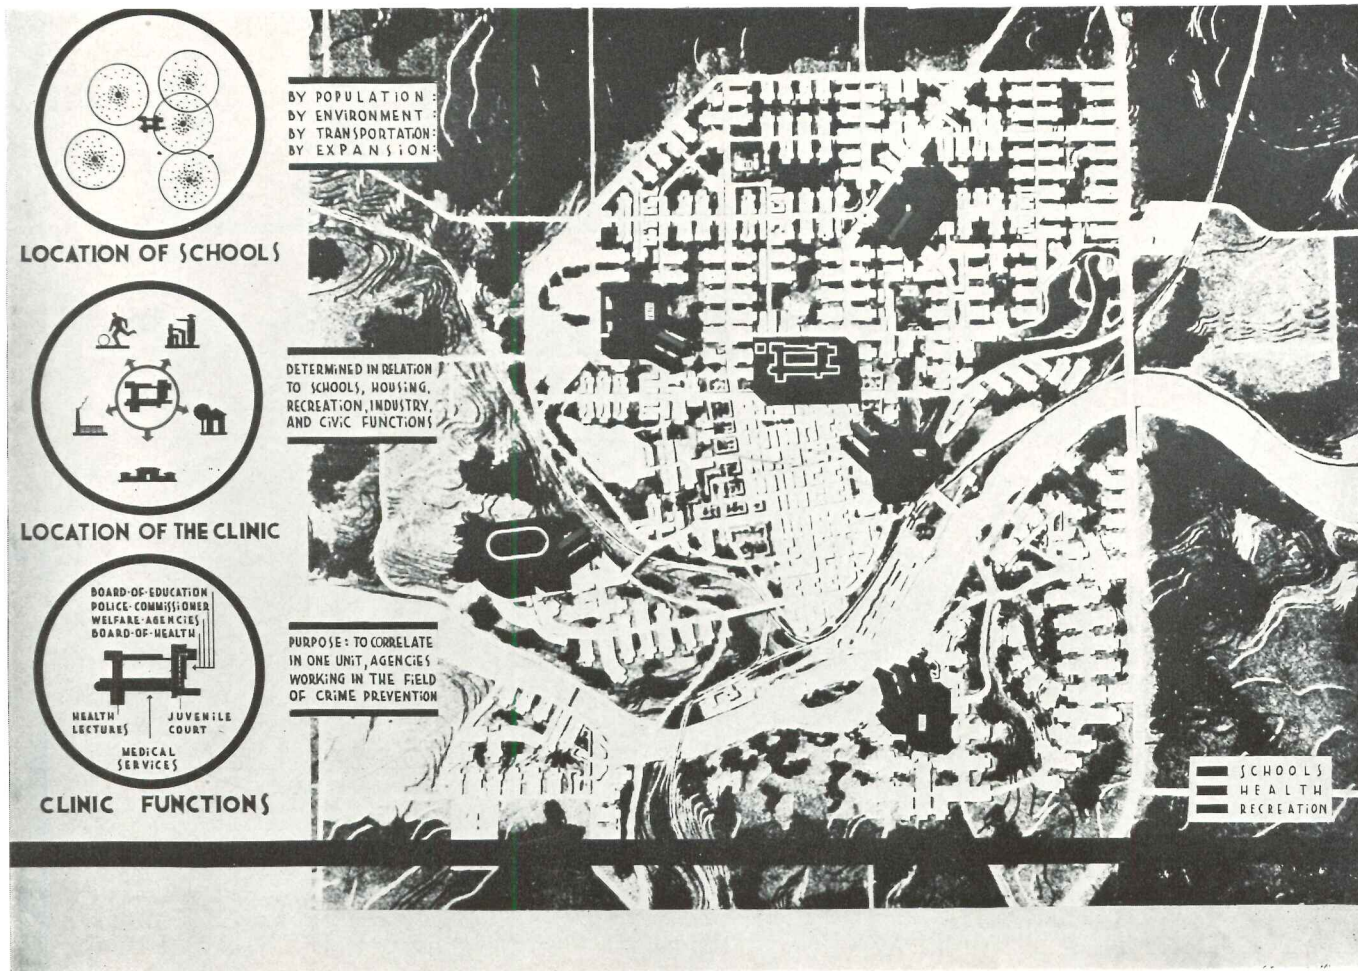 BY POPULATION:
BY ENVIRONMENT:
BY TRANSPORTATION:
BY EXPANSION:
LOCATION OF SCHOOLS
DETERMINED IN RELATION
TO SCHOOLS, HOUSING,
RECREATION, INDUSTRY,
AND CIVIC FUNCTIONS
LOCATION OF THE CLINIC
BOARD·OF·EDUCATION
POLICE·COMMISSIONER
WELFARE·AGENCIES
BOARD·OF·HEALTH
HEALTH
LECTURES
JUVENILE
COURT
MEDICAL
SERVICES
CLINIC FUNCTIONS
PURPOSE: TO CORRELATE
IN ONE UNIT, AGENCIES
WORKING IN THE FIELD
OF CRIME PREVENTION
SCHOOLS
HEALTH
RECREATION